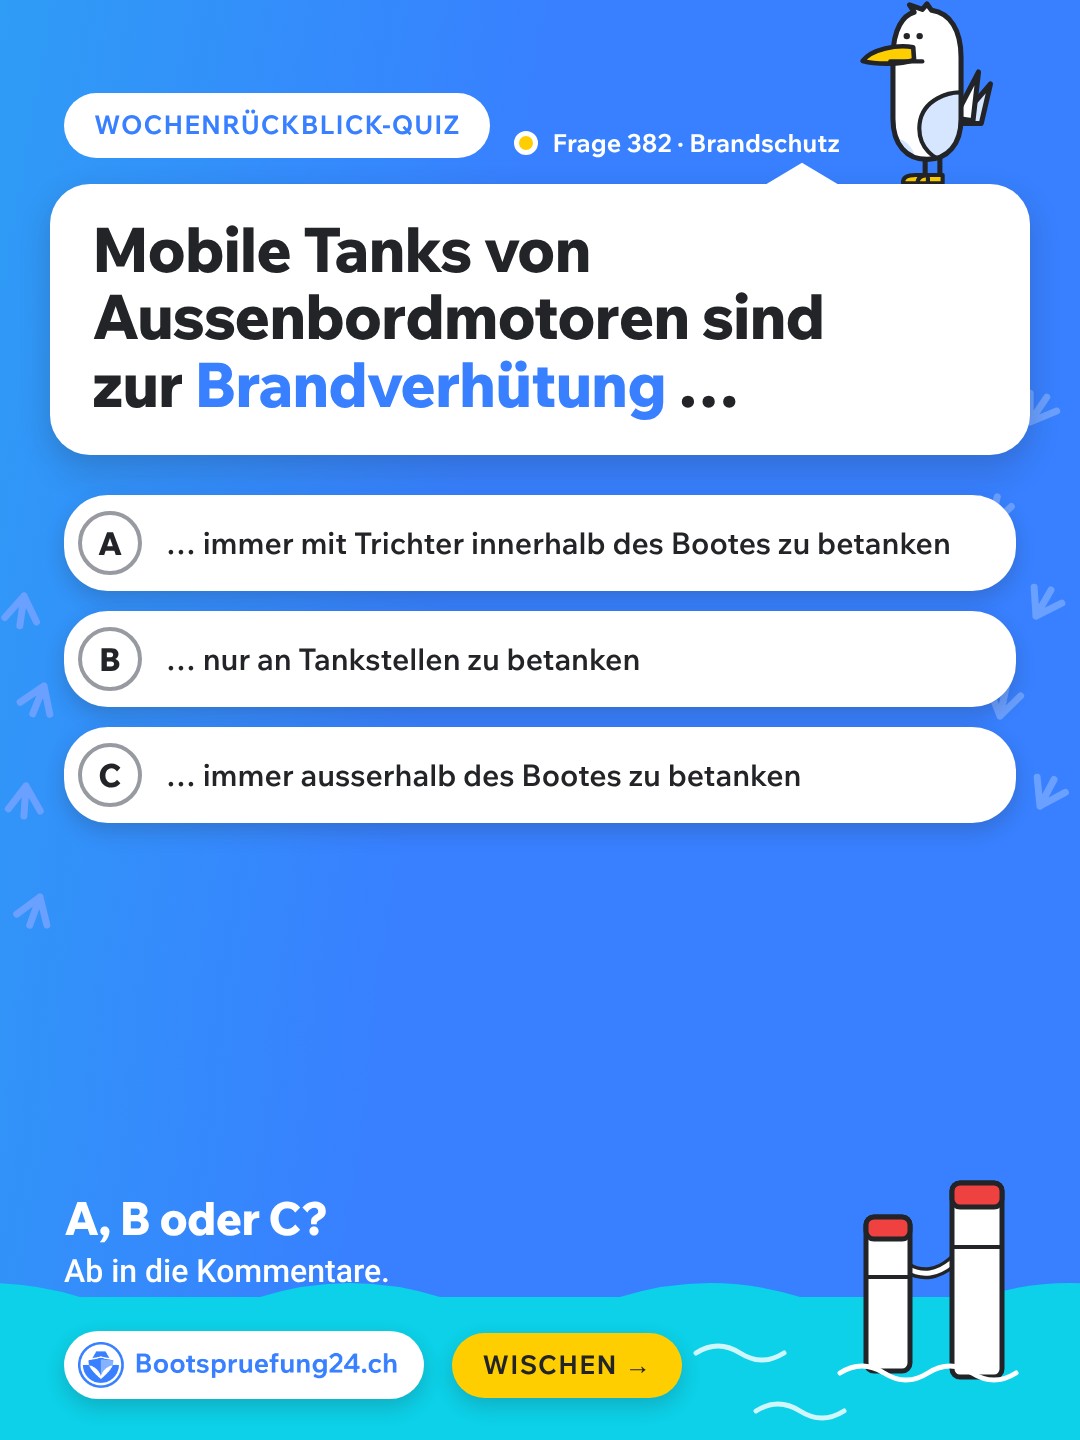 WOCHENRÜCKBLICK-QUIZ
Frage 382 · Brandschutz
Mobile Tanks von
Aussenbordmotoren sind
zur Brandverhütung …
A … immer mit Trichter innerhalb des Bootes zu betanken
B … nur an Tankstellen zu betanken
C … immer ausserhalb des Bootes zu betanken
A, B oder C?
Ab in die Kommentare.
Bootspruefung24.ch
WISCHEN →